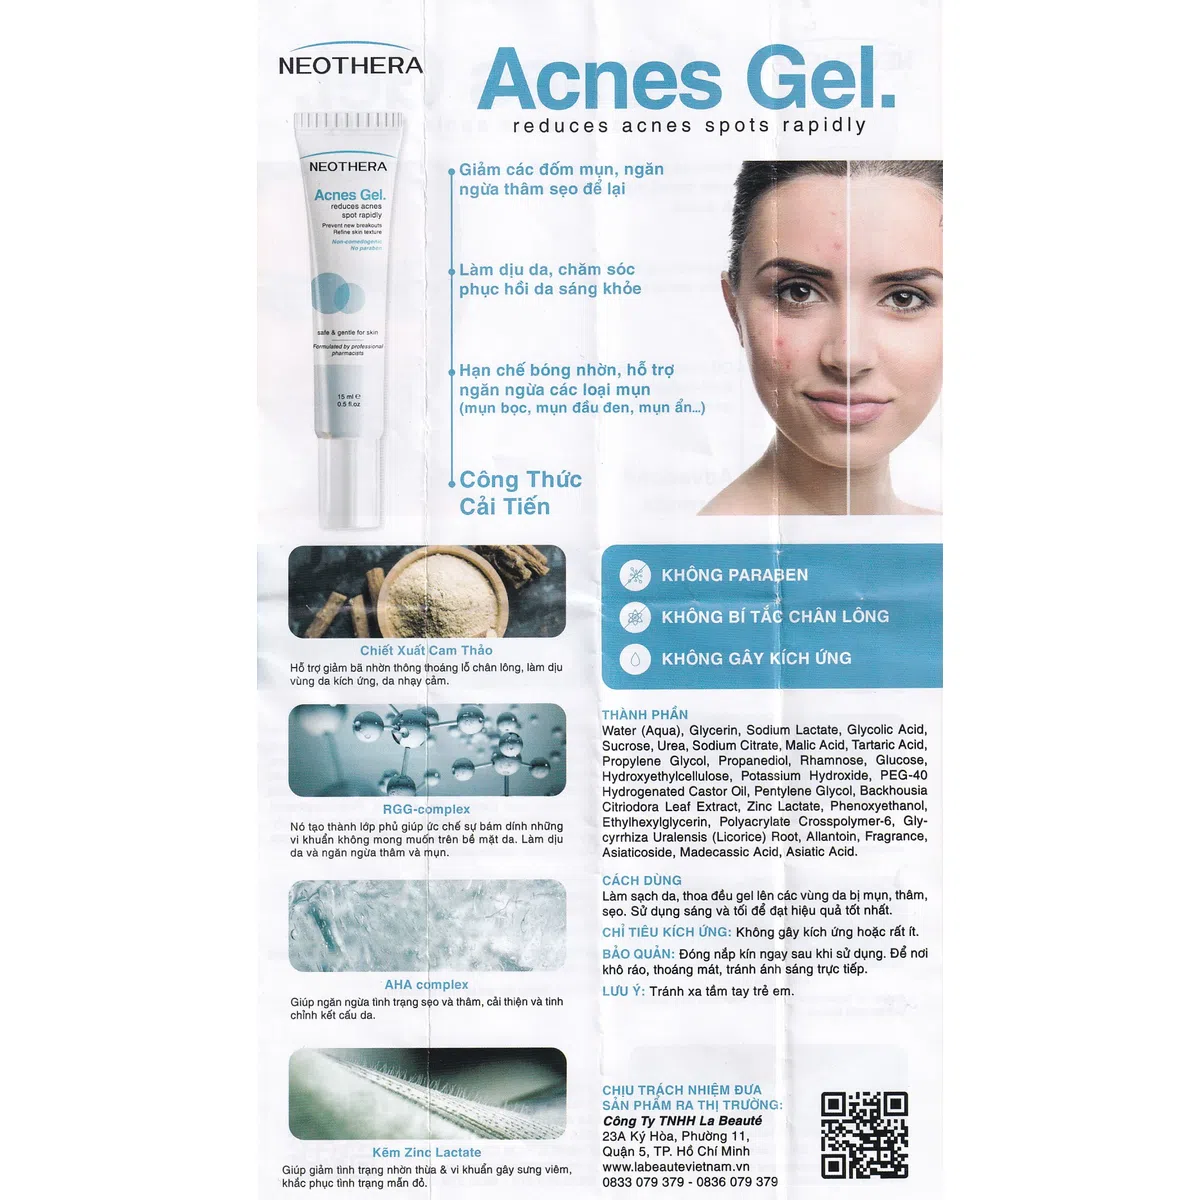 NEOTHERA
Acnes Gel.
reduces acnes spots rapidly
NEOTHERA
Acnes Gel.
reduces acnes
spot rapidly
Prevent new breakouts
Refine skin texture
Non-comedogenic
No paraben
safe & gentle for skin
Formulated by professional
pharmacists
15 ml e
0.5 fl.oz
Giảm các đốm mụn, ngăn
ngừa thâm sẹo để lại
Làm dịu da, chăm sóc
phục hồi da sáng khỏe
Hạn chế bóng nhờn, hỗ trợ
ngăn ngừa các loại mụn
(mụn bọc, mụn đầu đen, mụn ẩn...)
Công Thức
Cải Tiến
Chiết Xuất Cam Thảo
Hỗ trợ giảm bã nhờn thông thoáng lỗ chân lông, làm dịu
vùng da kích ứng, da nhạy cảm.
RGG-complex
Nó tạo thành lớp phủ giúp ức chế sự bám dính những
vi khuẩn không mong muốn trên bề mặt da. Làm dịu
da và ngăn ngừa thâm và mụn.
AHA complex
Giúp ngăn ngừa tình trạng sẹo và thâm, cải thiện và tinh
chỉnh kết cấu da.
Kẽm Zinc Lactate
Giúp giảm tình trạng nhờn thừa & vi khuẩn gây sưng viêm,
khắc phục tình trạng mẩn đỏ.
KHÔNG PARABEN
KHÔNG BÍ TẮC CHÂN LÔNG
KHÔNG GÂY KÍCH ỨNG
THÀNH PHẦN
Water (Aqua), Glycerin, Sodium Lactate, Glycolic Acid,
Sucrose, Urea, Sodium Citrate, Malic Acid, Tartaric Acid,
Propylene Glycol, Propanediol, Rhamnose, Glucose,
Hydroxyethylcellulose, Potassium Hydroxide, PEG-40
Hydrogenated Castor Oil, Pentylene Glycol, Backhousia
Citriodora Leaf Extract, Zinc Lactate, Phenoxyethanol,
Ethylhexylglycerin, Polyacrylate Crosspolymer-6, Gly-
cyrrhiza Uralensis (Licorice) Root, Allantoin, Fragrance,
Asiaticoside, Madecassic Acid, Asiatic Acid.
CÁCH DÙNG
Làm sạch da, thoa đều gel lên các vùng da bị mụn, thâm,
sẹo. Sử dụng sáng và tối để đạt hiệu quả tốt nhất.
CHỈ TIÊU KÍCH ỨNG: Không gây kích ứng hoặc rất ít.
BẢO QUẢN: Đóng nắp kín ngay sau khi sử dụng. Để nơi
khô ráo, thoáng mát, tránh ánh sáng trực tiếp.
LƯU Ý: Tránh xa tầm tay trẻ em.
CHỊU TRÁCH NHIỆM ĐƯA
SẢN PHẨM RA THỊ TRƯỜNG:
Công Ty TNHH La Beauté
23A Ký Hòa, Phường 11,
Quận 5, TP. Hồ Chí Minh
www.labeautevietnam.vn
0833 079 379 - 0836 079 379